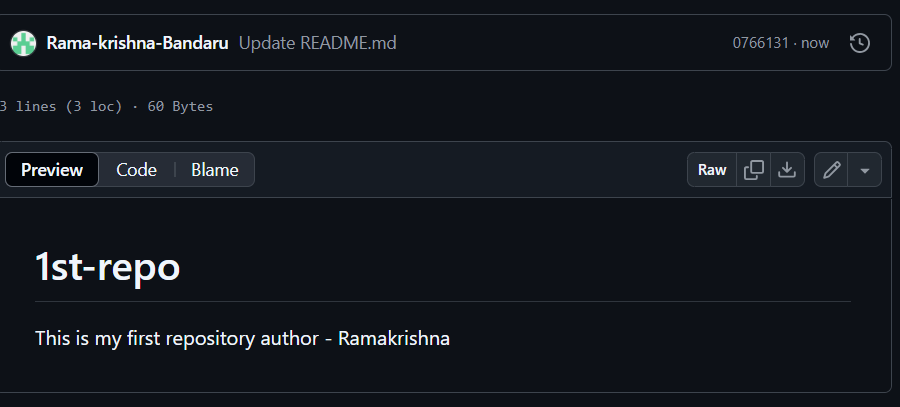 Rama-krishna-Bandaru Update README.md 0766131 · now
3 lines (3 loc) · 60 Bytes
Preview Code Blame Raw
1st-repo
This is my first repository author - Ramakrishna